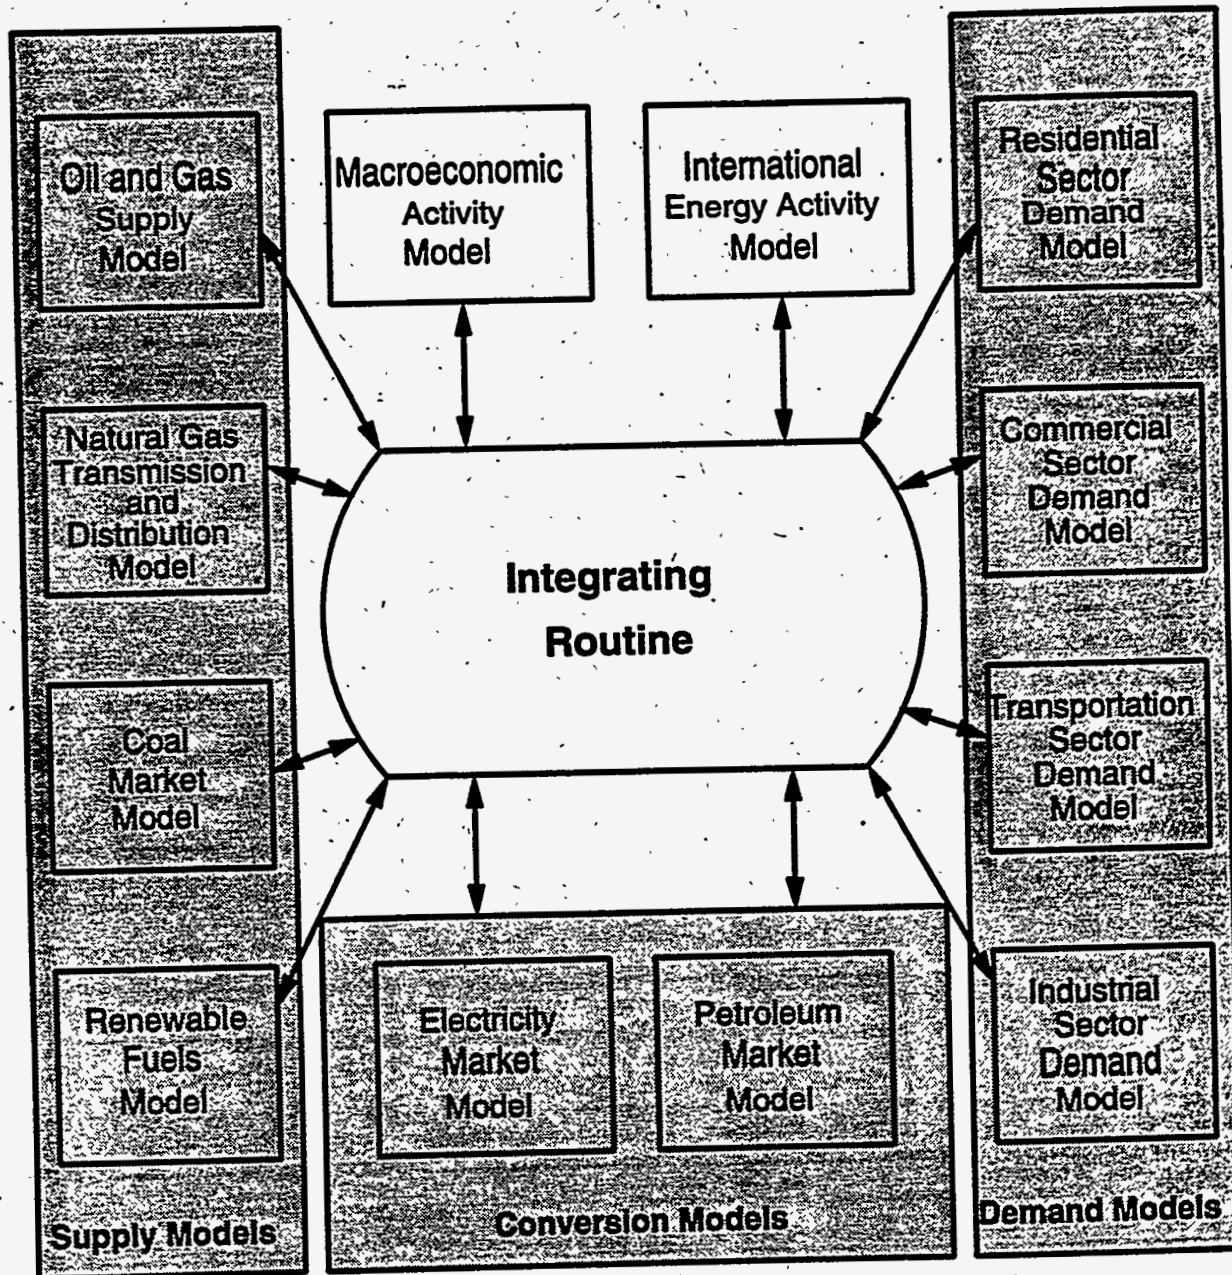 Oil and Gas
Supply
Model
Macroeconomic
Activity
Model
International
Energy Activity
Model
Residential
Sector
Demand
Model
Natural Gas
Transmission
and
Distribution
Model
Commercial
Sector
Demand
Model
Integrating
Routine
Coal
Market
Model
Transportation
Sector
Demand
Model
Renewable
Fuels
Model
Electricity
Market
Model
Petroleum
Market
Model
Industrial
Sector
Demand
Model
Supply Models
Conversion Models
Demand Models